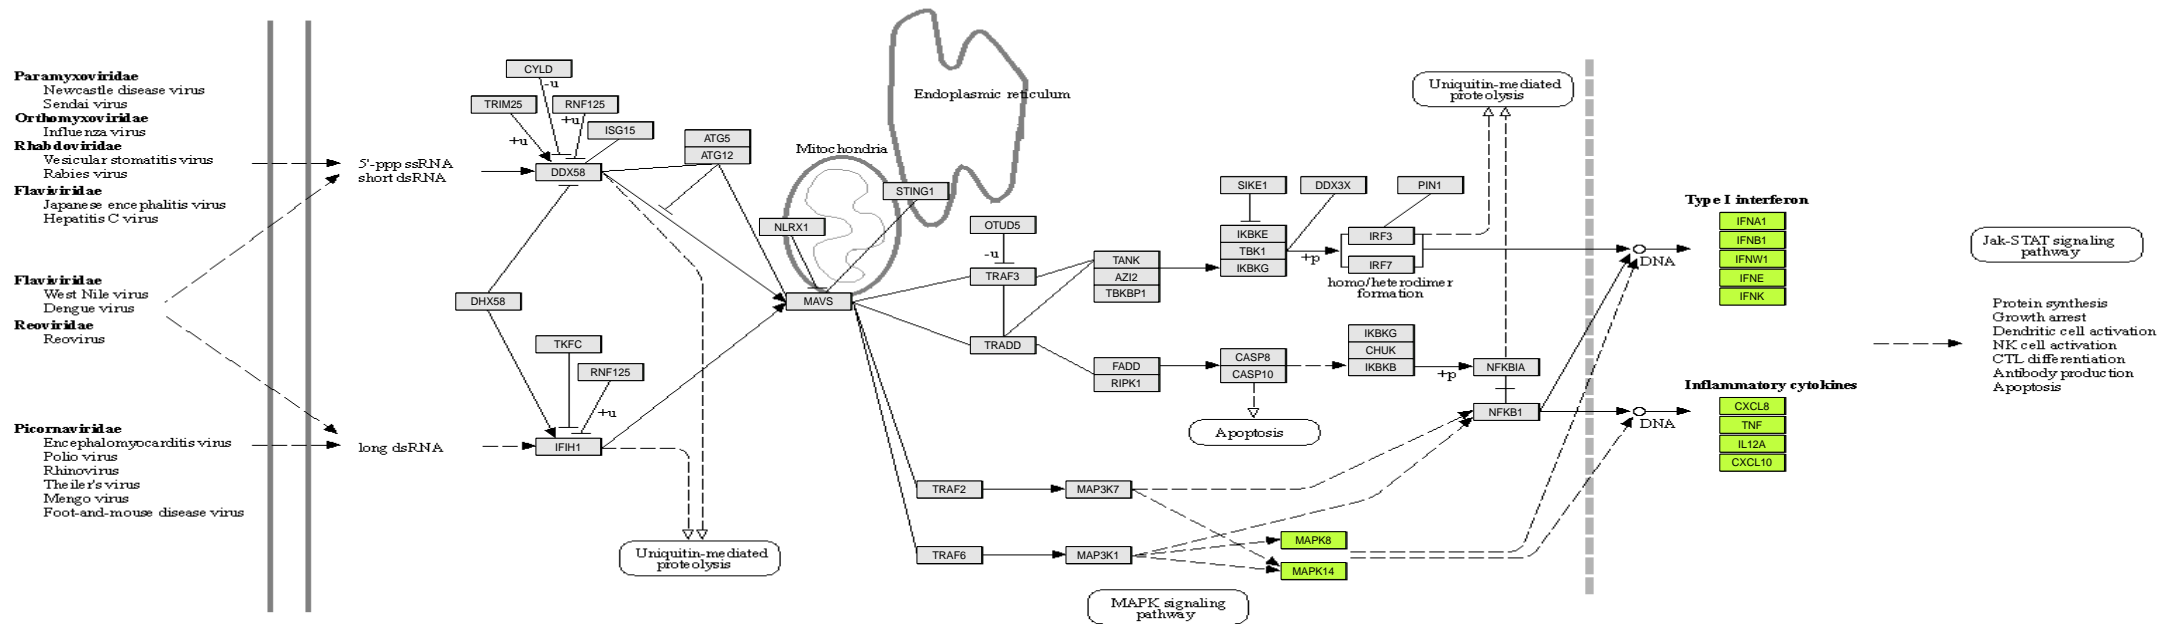 Paramyxoviridae
Newcastle disease virus
Sendai virus
Orthomyxoviridae
Influenza virus
Rhabdoviridae
Vesicular stomatitis virus
Rabies virus
Flaviviridae
Japanese encephalitis virus
Hepatitis C virus
Flaviviridae
West Nile virus
Dengue virus
Reoviridae
Reovirus
Picornaviridae
Encephalomyocarditis virus
Polio virus
Rhinovirus
Theiler's virus
Mengo virus
Foot-and-mouse disease virus
5'-ppp ssRNA
short dsRNA
long dsRNA
CYLD
-u
TRIM25
RNF125
+u
+u
ISG15
DDX58
ATG5
ATG12
DHX58
TKFC
RNF125
+u
IFIH1
Uniquitin-mediated
proteolysis
Mitochondria
Endoplasmic reticulum
STING1
NLRX1
MAVS
OTUD5
-u
TRAF3
TRADD
TANK
AZI2
TBKBP1
FADD
RIPK1
TRAF2
MAP3K7
TRAF6
MAP3K1
MAPK signaling
pathway
SIKE1
DDX3X
PIN1
IKBKE
TBK1
IKBKG
+p
IRF3
IRF7
homo/heterodimer
formation
CASP8
CASP10
Apoptosis
IKBKG
CHUK
IKBKB
+p
NFKBIA
NFKB1
MAPK8
MAPK14
Uniquitin-mediated
proteolysis
DNA
DNA
Type I interferon
IFNA1
IFNB1
IFNW1
IFNE
IFNK
Inflammatory cytokines
CXCL8
TNF
IL12A
CXCL10
Jak-STAT signaling
pathway
Protein synthesis
Growth arrest
Dendritic cell activation
NK cell activation
CTL differentiation
Antibody production
Apoptosis